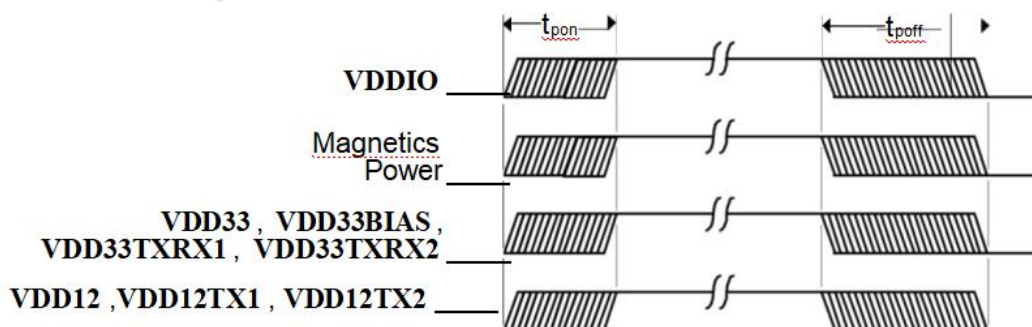 tpon
tpoff
VDDIO
Magnetics
Power
VDD33 , VDD33BIAS ,
VDD33TXRX1 , VDD33TXRX2
VDD12 ,VDD12TX1 , VDD12TX2